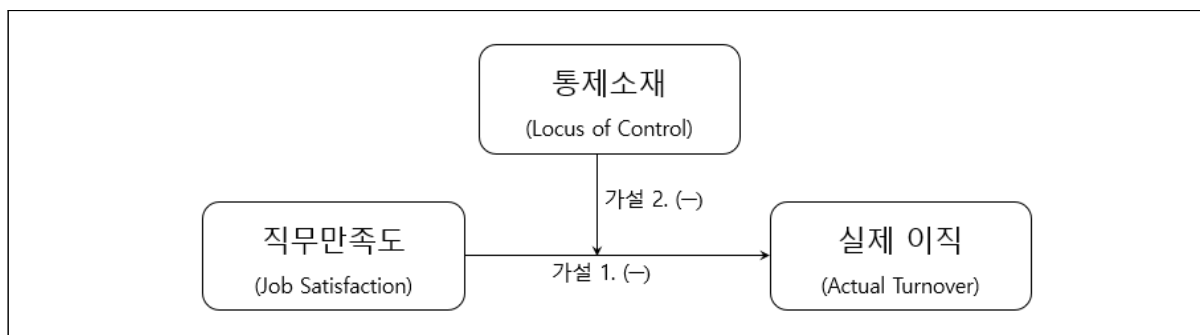 통제소재
(Locus of Control)
가설 2. (─)
직무만족도
(Job Satisfaction)
가설 1. (─)
실제 이직
(Actual Turnover)